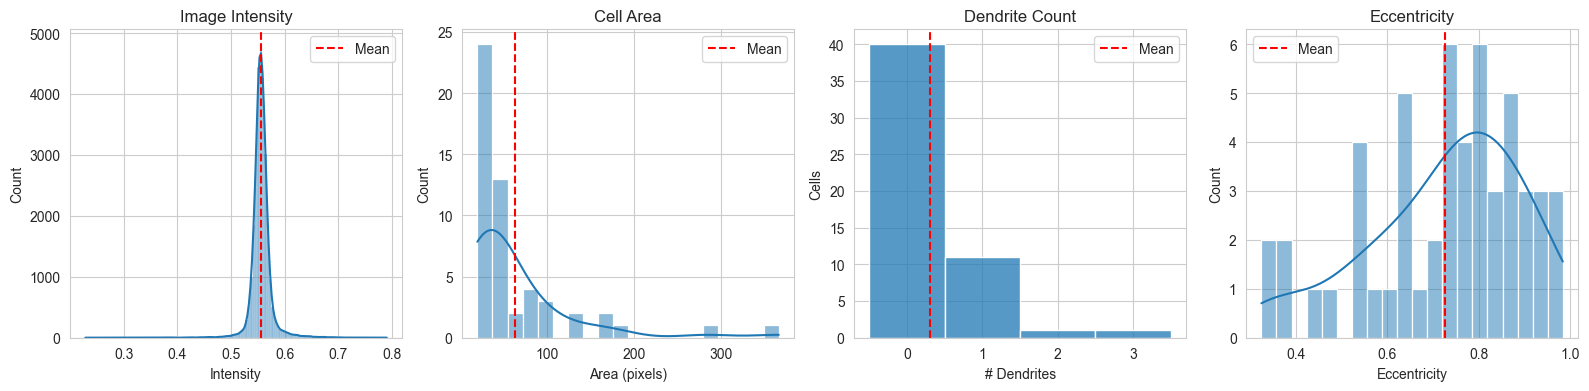 Image Intensity
Count
5000
4000
3000
2000
1000
0
0.3 0.4 0.5 0.6 0.7 0.8
Intensity
Mean
Cell Area
Count
25
20
15
10
5
0
100 200 300
Area (pixels)
Mean
Dendrite Count
Cells
40
35
30
25
20
15
10
5
0
0 1 2 3
# Dendrites
Mean
Eccentricity
Count
6
5
4
3
2
1
0
0.4 0.6 0.8 1.0
Eccentricity
Mean